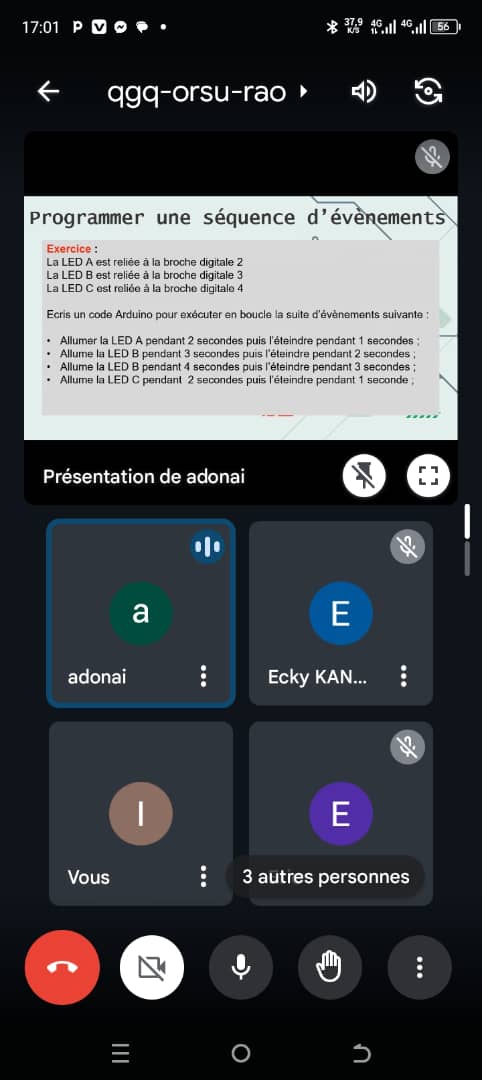 17:01
37,9 K/S 4G 4G 56
qgq-orsu-rao
Programmer une séquence d'évènements
Exercice :
La LED A est reliée à la broche digitale 2
La LED B est reliée à la broche digitale 3
La LED C est reliée à la broche digitale 4
Ecris un code Arduino pour exécuter en boucle la suite d'évènements suivante :
• Allumer la LED A pendant 2 secondes puis l'éteindre pendant 1 secondes ;
• Allume la LED B pendant 3 secondes puis l'éteindre pendant 2 secondes ;
• Allume la LED B pendant 4 secondes puis l'éteindre pendant 3 secondes ;
• Allume la LED C pendant 2 secondes puis l'éteindre pendant 1 seconde ;
Présentation de adonai
a
adonai
E
Ecky KAN...
I
Vous
E
3 autres personnes